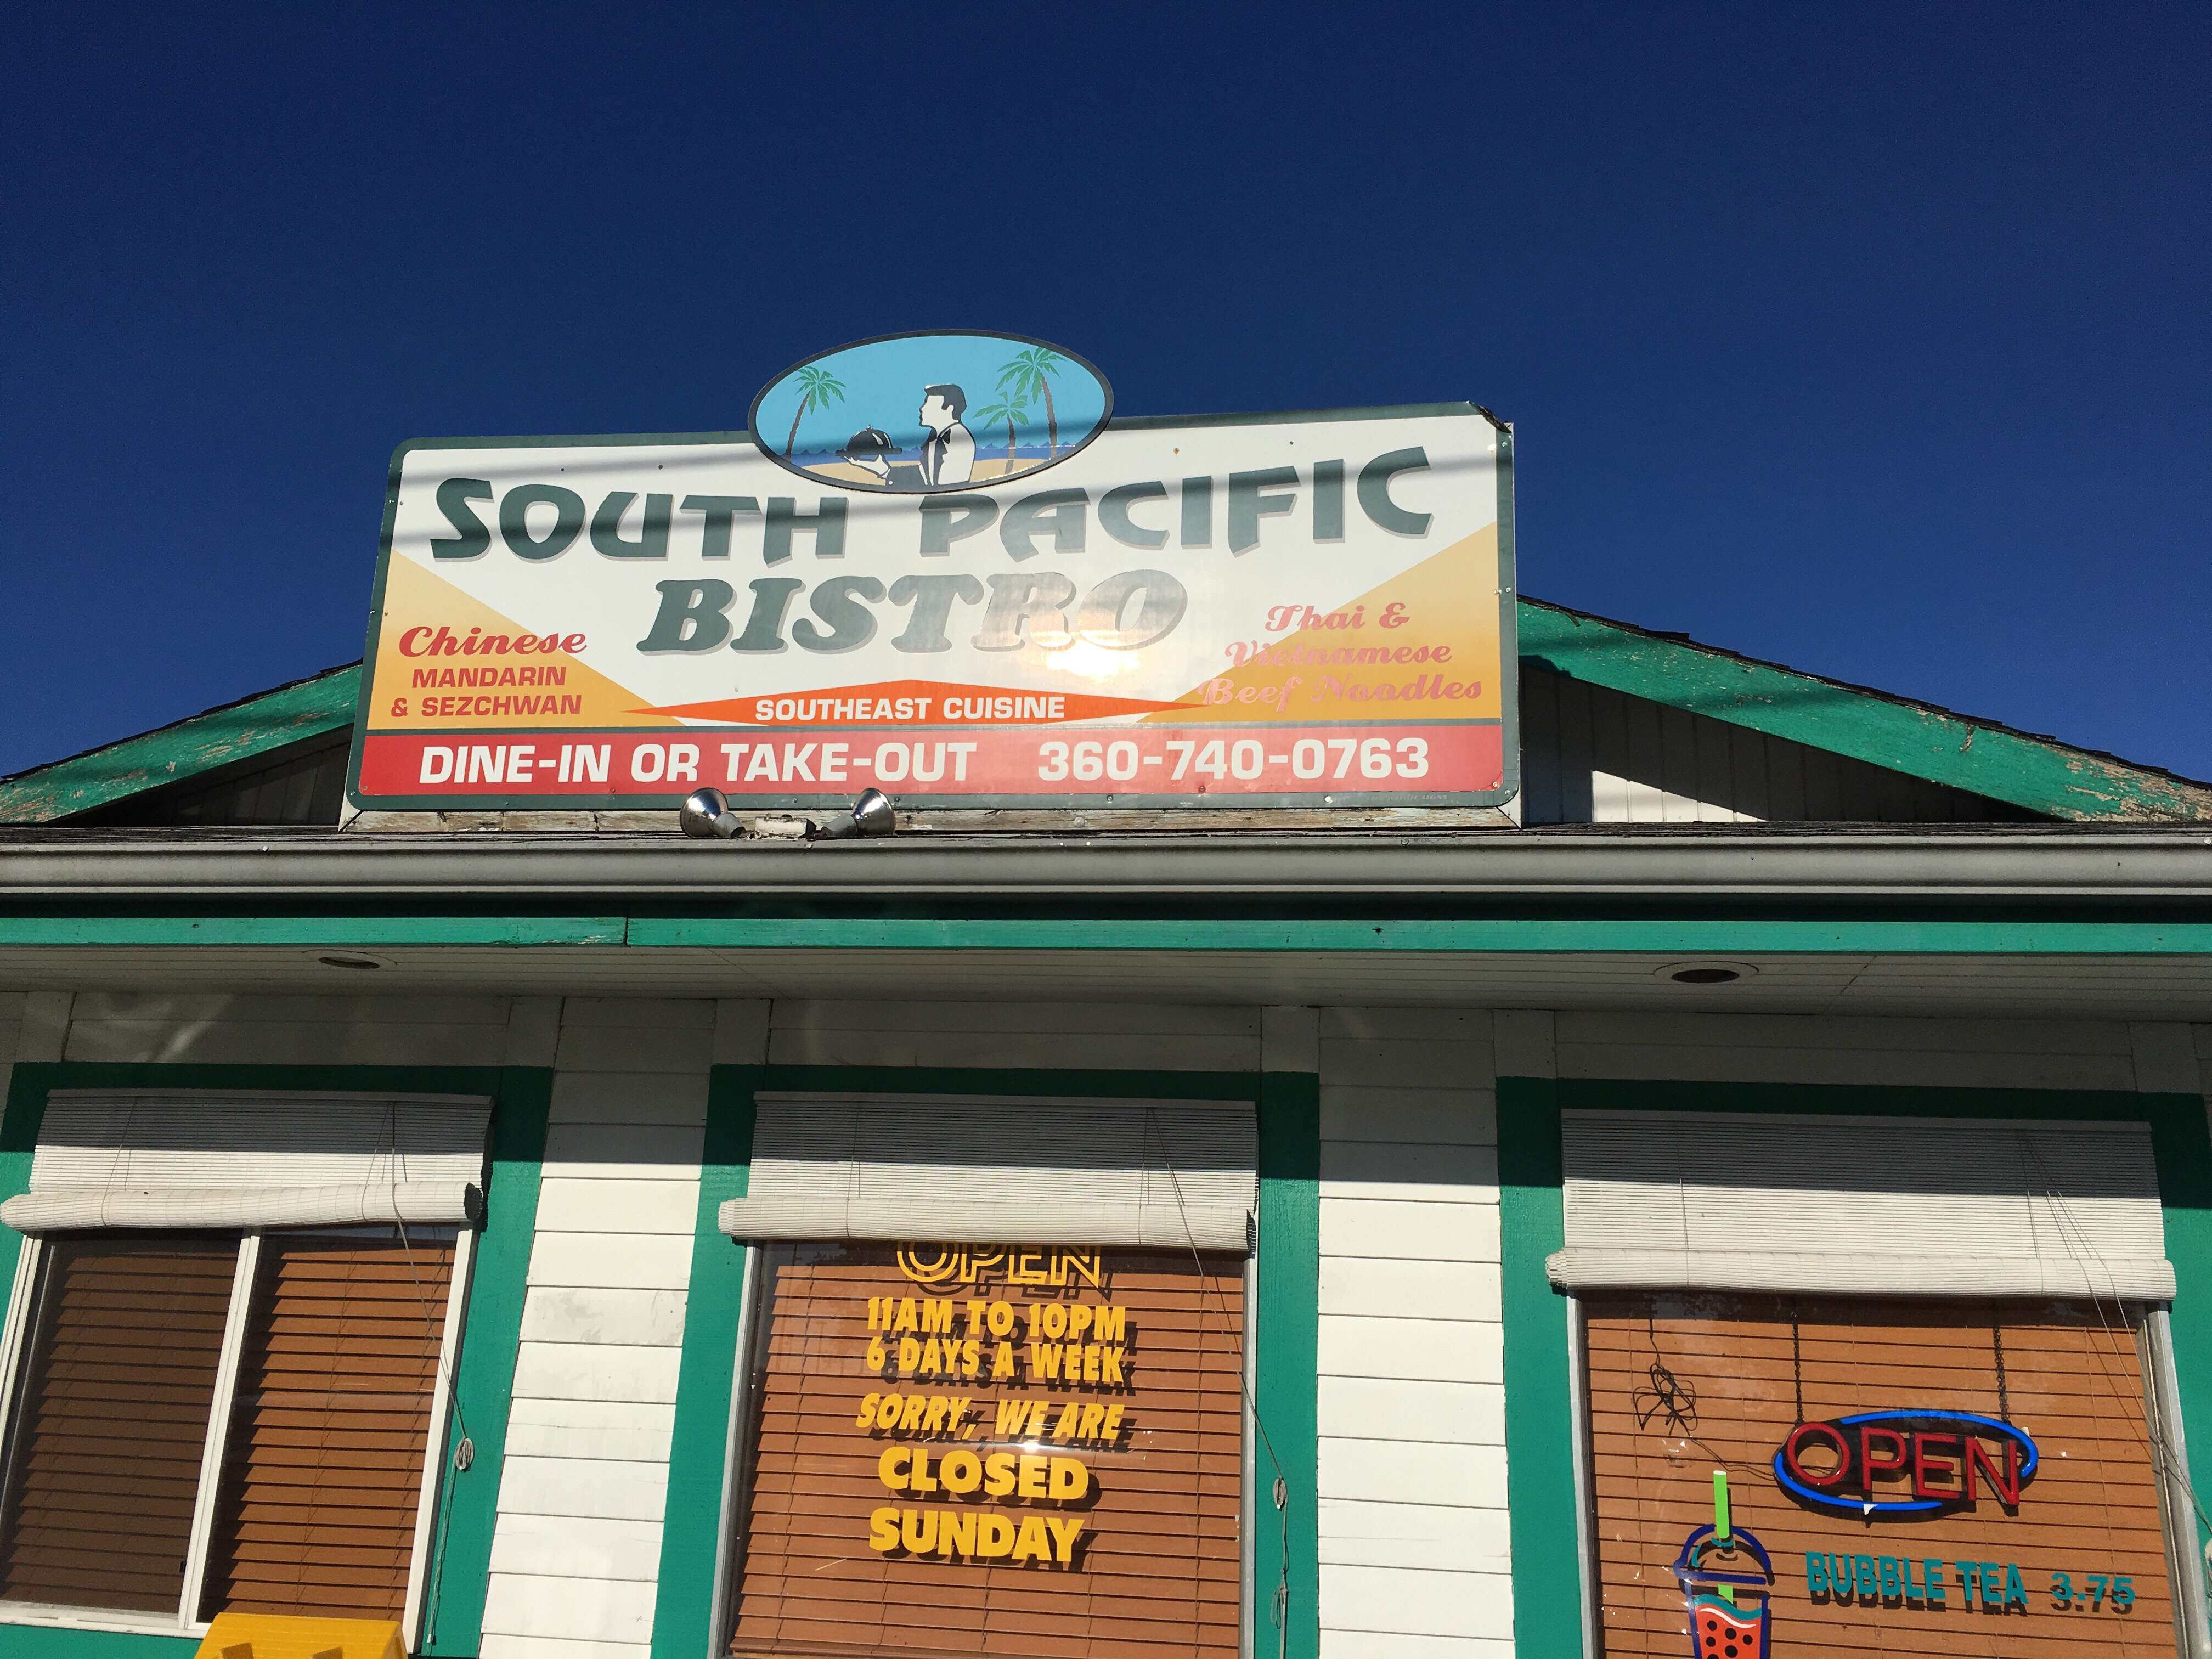 SOUTH PACIFIC
BISTRO
Chinese
MANDARIN
& SEZCHWAN
SOUTHEAST CUISINE
Thai &
Vietnamese
Beef Noodles
DINE-IN OR TAKE-OUT 360-740-0763
OPEN
11AM TO 10PM
6 DAYS A WEEK
SORRY, WE ARE
CLOSED
SUNDAY
OPEN
BUBBLE TEA 3.75